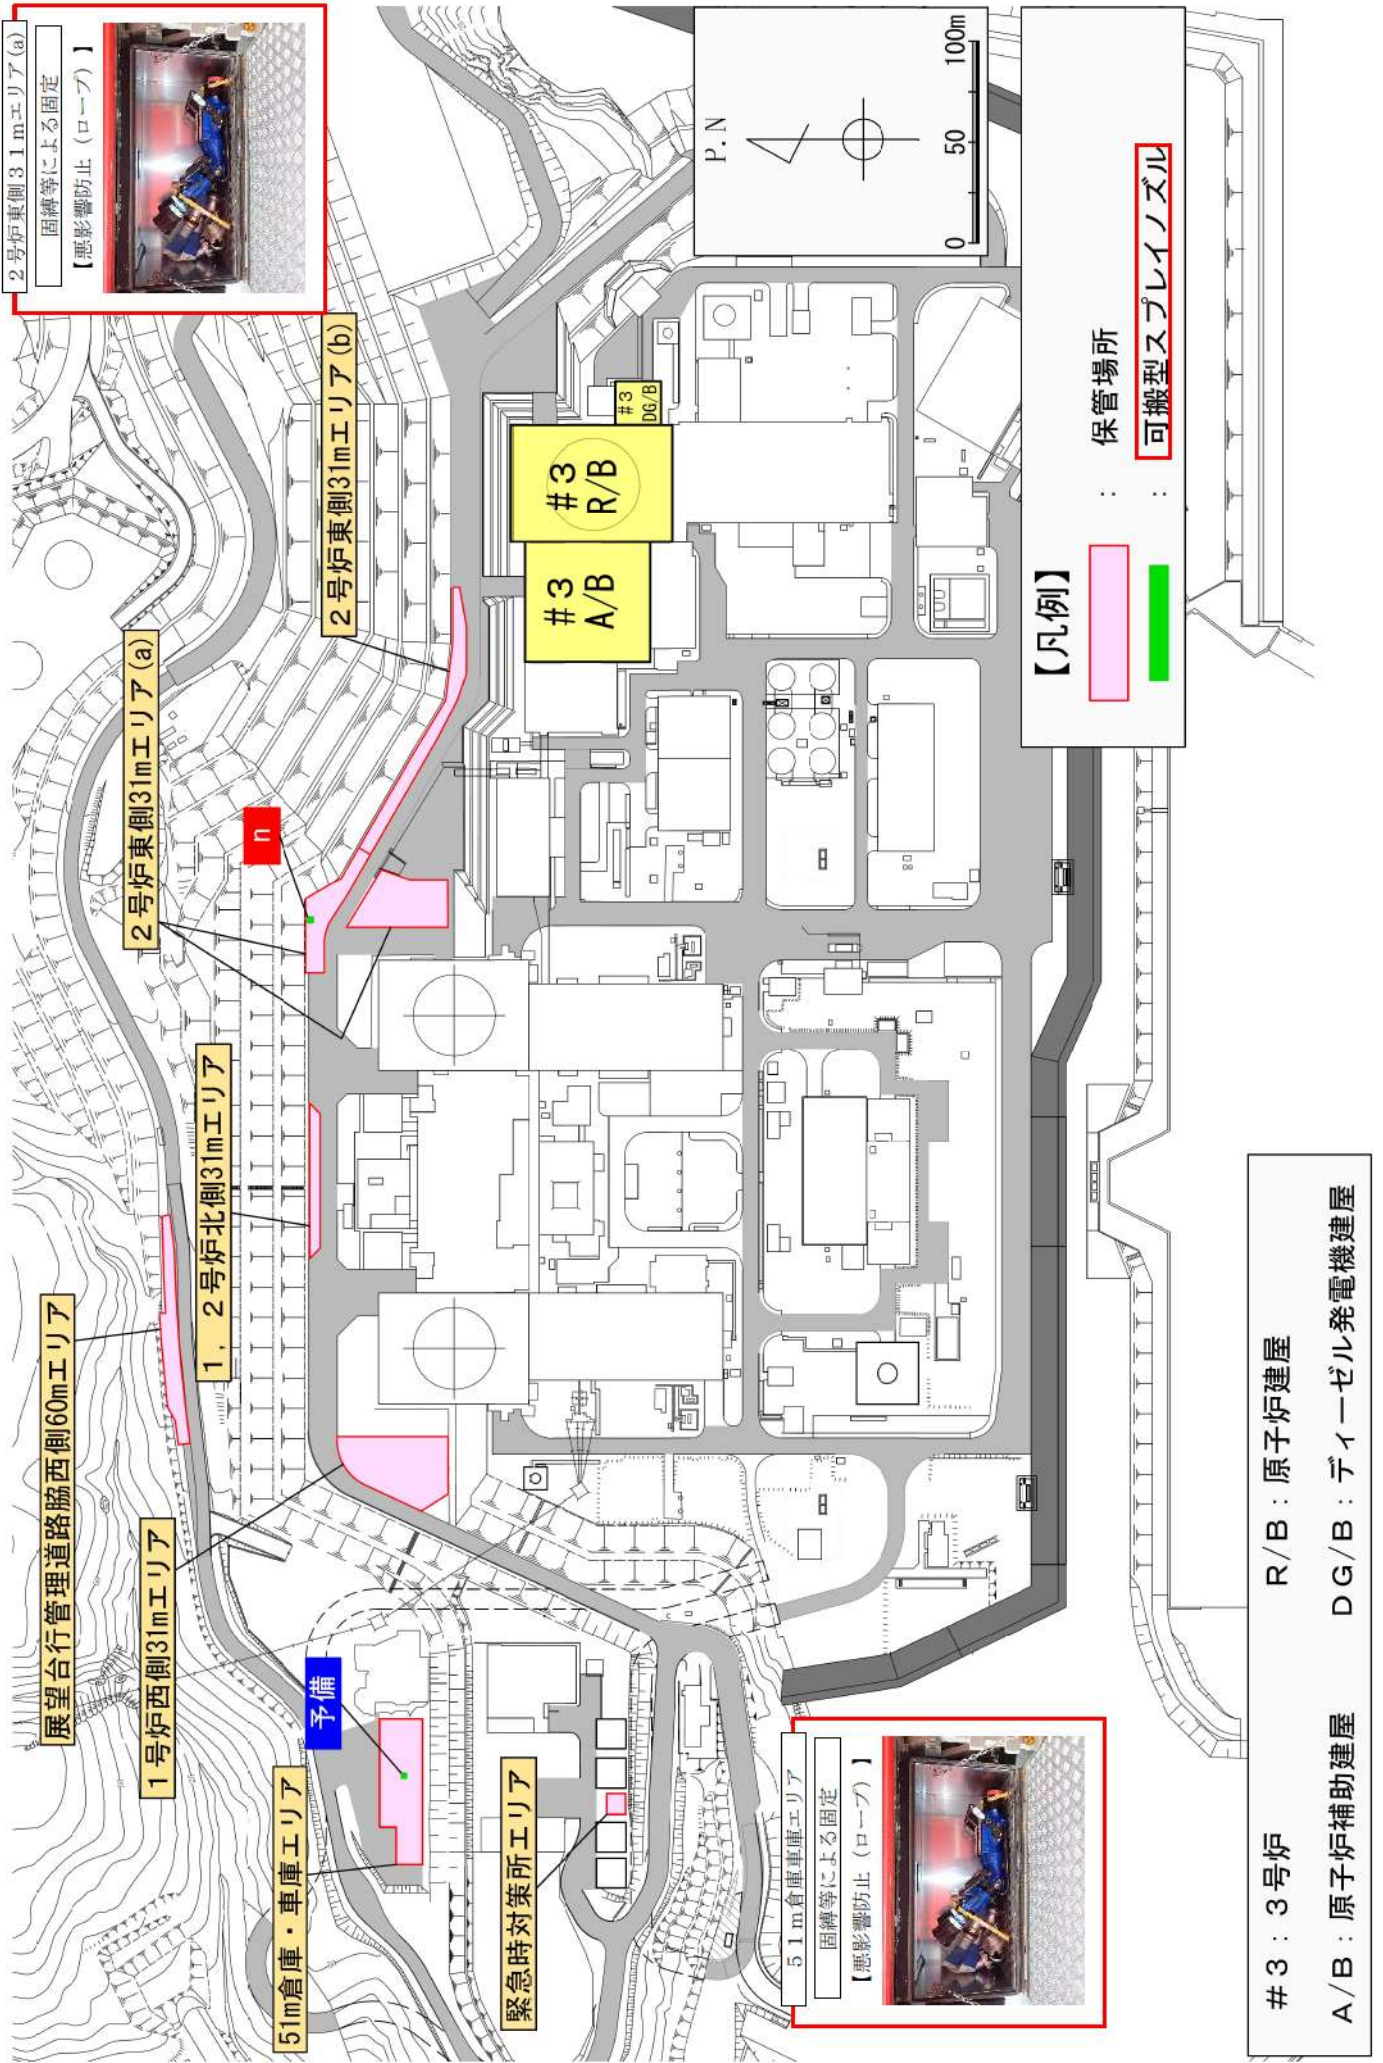 展望台行管理道路脇西側60mエリア
1号炉西側31mエリア
1，2号炉北側31mエリア
2号炉東側31mエリア(a)
n
2号炉東側31mエリア(b)
2号炉東側31mエリア(a)
固縛等による固定
【悪影響防止（ロープ）】
51m倉庫・車庫エリア
予備
緊急時対策所エリア
#3
A/B
#3
R/B
#3
DG/B
P.N
0
50
100m
51m倉庫車庫エリア
固縛等による固定
【悪影響防止（ロープ）】
【凡例】
： 保管場所
： 可搬型スプレイノズル
#3：3号炉
R/B：原子炉建屋
A/B：原子炉補助建屋
DG/B：ディーゼル発電機建屋